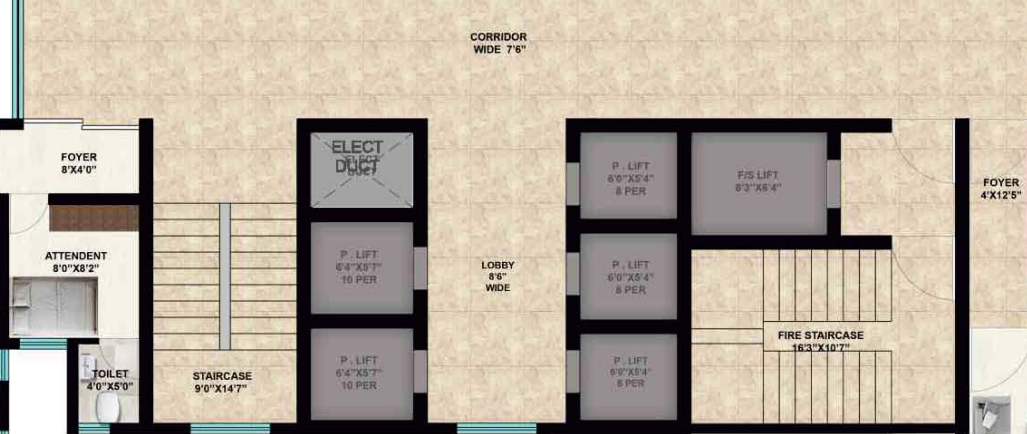 CORRIDOR
WIDE 7'6"
FOYER
8'X4'0"
ATTENDENT
8'0"X8'2"
TOILET
4'0"X5'0"
STAIRCASE
9'0"X14'7"
ELECT
DUCT
ELECT
DUCT
P . LIFT
6'4"X5'7"
10 PER
P . LIFT
6'4"X5'7"
10 PER
LOBBY
8'6"
WIDE
P . LIFT
6'0"X5'4"
8 PER
P . LIFT
6'0"X5'4"
8 PER
P . LIFT
6'0"X5'4"
8 PER
F/S LIFT
8'3"X6'4"
FIRE STAIRCASE
16'3"X10'7"
FOYER
4'X12'5"